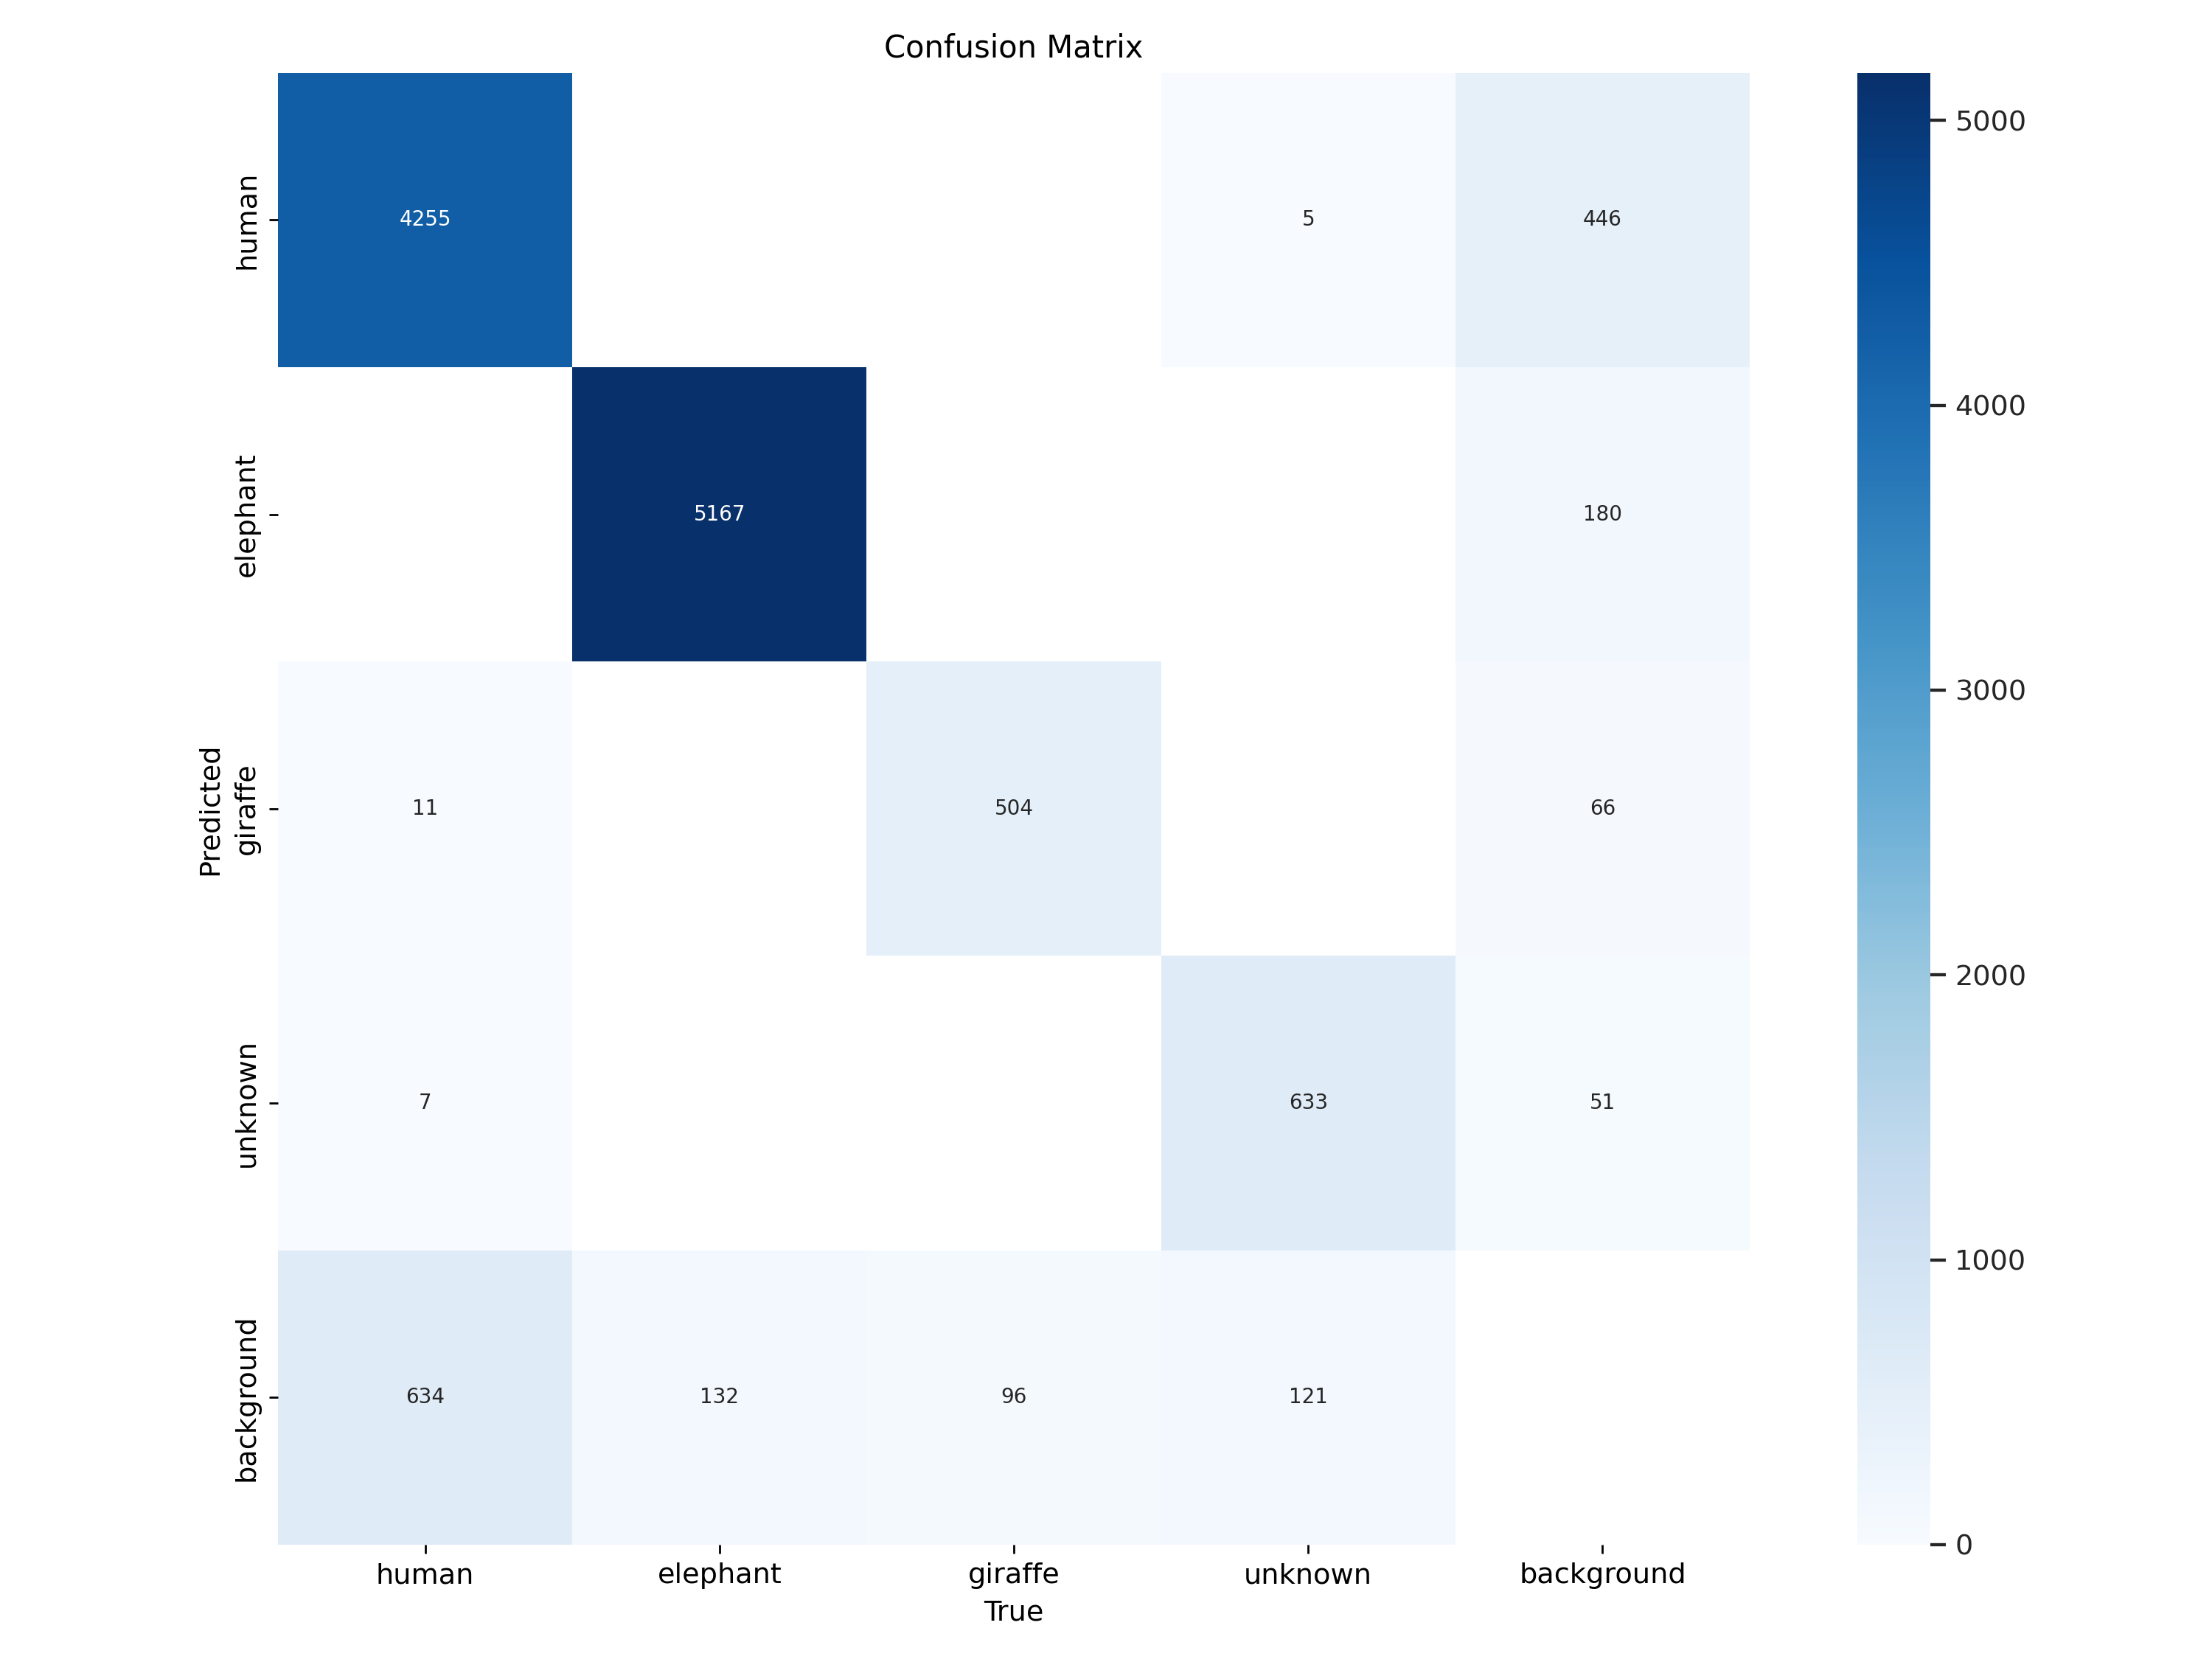 Confusion Matrix
human
4255
5
446
5000
elephant
5167
180
4000
Predicted
giraffe
11
504
66
3000
unknown
7
633
51
2000
background
634
132
96
121
1000
0
human
elephant
giraffe
unknown
background
True